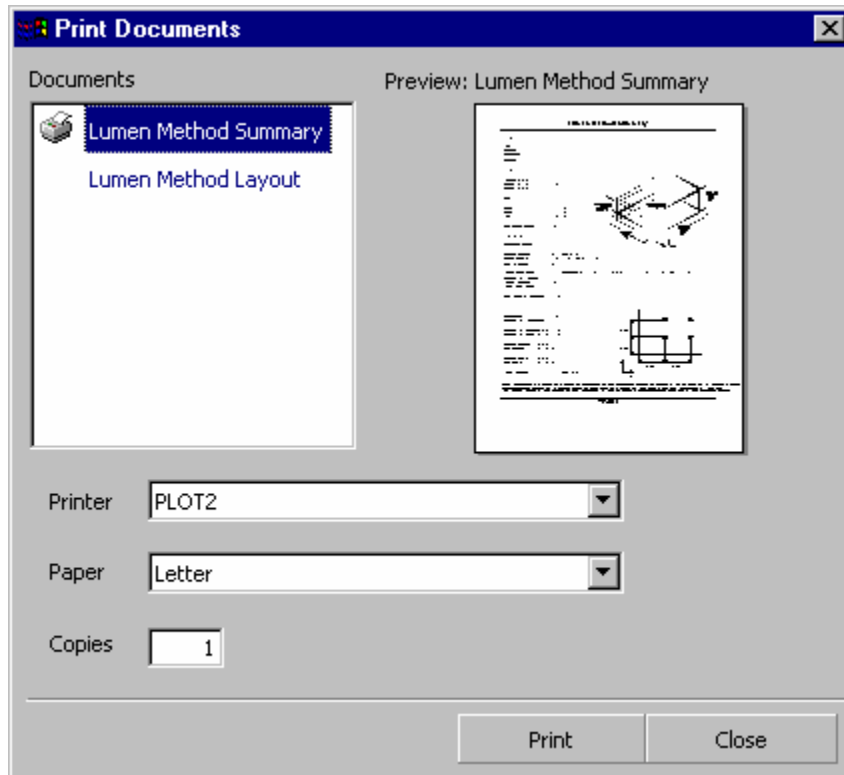 Print Documents
Documents
Preview: Lumen Method Summary
Lumen Method Summary
Lumen Method Layout
Printer
PLOT2
Paper
Letter
Copies
1
Print
Close